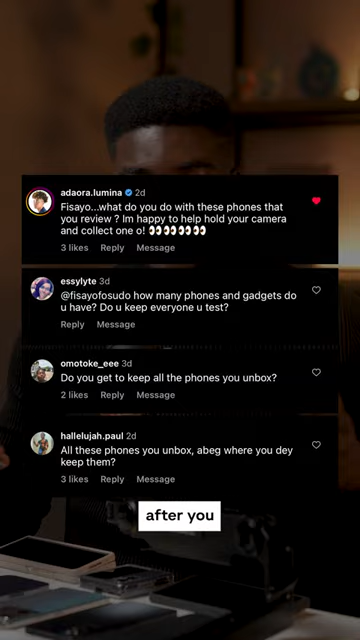 adaora.lumina 2d
Fisayo...what do you do with these phones that
you review ? Im happy to help hold your camera
and collect one o! 👀👀👀👀👀👀👀👀
3 likes Reply Message
essylyte 3d
@fisayofosudo how many phones and gadgets do
u have? Do u keep everyone u test?
Reply Message
omotoke_eee 3d
Do you get to keep all the phones you unbox?
2 likes Reply Message
hallelujah.paul 2d
All these phones you unbox, abeg where you dey
keep them?
3 likes Reply Message
after you